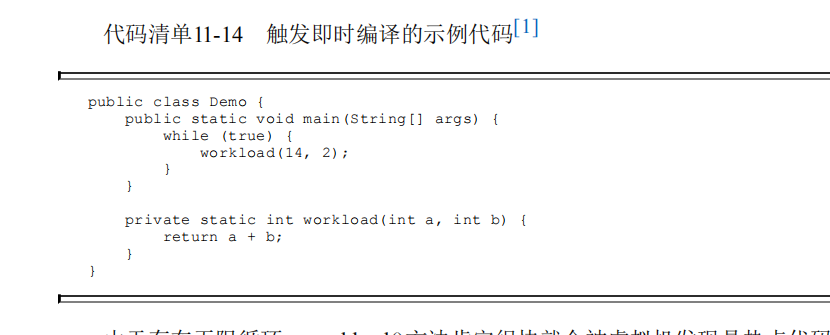 代码清单11-14 触发即时编译的示例代码[1]
public class Demo {
public static void main(String[] args) {
while (true) {
workload(14, 2);
}
}
private static int workload(int a, int b) {
return a + b;
}
}